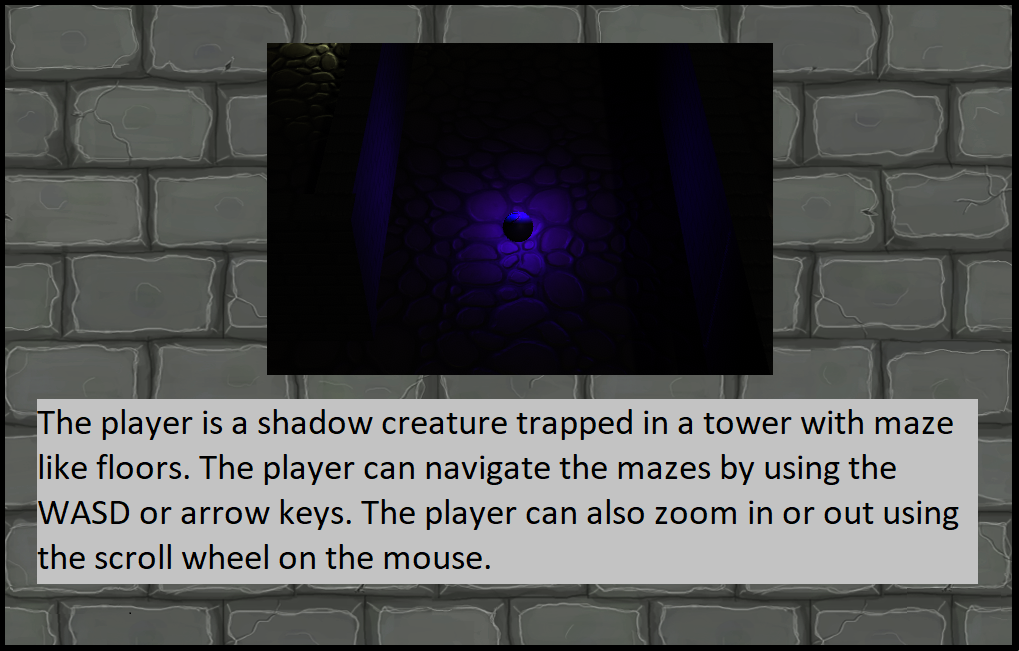 The player is a shadow creature trapped in a tower with maze
like floors. The player can navigate the mazes by using the
WASD or arrow keys. The player can also zoom in or out using
the scroll wheel on the mouse.